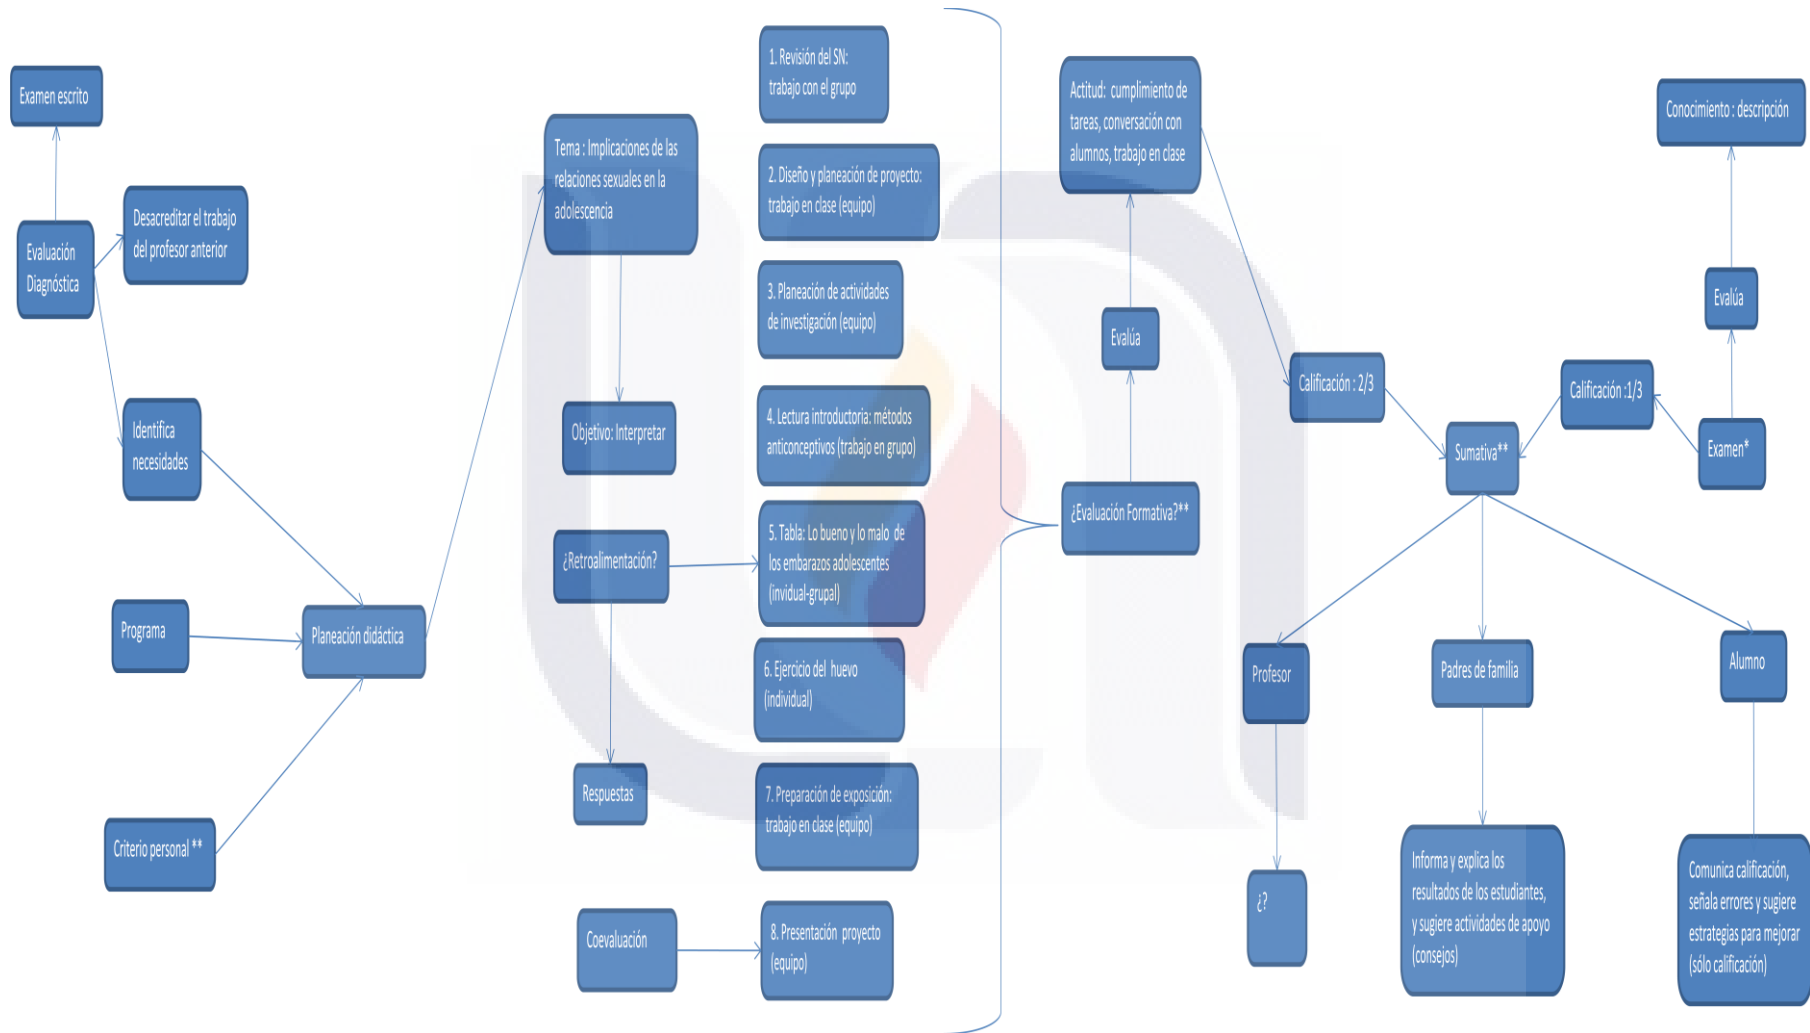 Examen escrito
Evaluación
Diagnóstica
Desacreditar el trabajo
del profesor anterior
Identifica
necesidades
Programa
Criterio personal **
Planeación didáctica
Tema : Implicaciones de las
relaciones sexuales en la
adolescencia
Objetivo: Interpretar
¿Retroalimentación?
Respuestas
Coevaluación
1. Revisión del SN:
trabajo con el grupo
2. Diseño y planeación de proyecto:
trabajo en clase (equipo)
3. Planeación de actividades
de investigación (equipo)
4. Lectura introductoria: métodos
anticonceptivos (trabajo en grupo)
5. Tabla: Lo bueno y lo malo de
los embarazos adolescentes
(invidual-grupal)
6. Ejercicio del huevo
(individual)
7. Preparación de exposición:
trabajo en clase (equipo)
8. Presentación proyecto
(equipo)
Actitud: cumplimiento de
tareas, conversación con
alumnos, trabajo en clase
Evalúa
¿Evaluación Formativa?**
Calificación : 2/3
Sumativa**
Calificación :1/3
Conocimiento : descripción
Evalúa
Examen*
Profesor
¿?
Padres de familia
Informa y explica los
resultados de los estudiantes,
y sugiere actividades de apoyo
(consejos)
Alumno
Comunica calificación,
señala errores y sugiere
estrategias para mejorar
(sólo calificación)